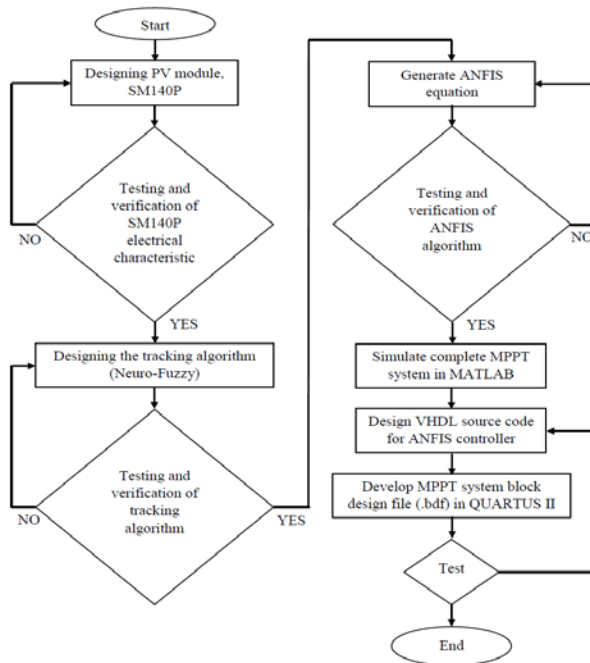 Start
Designing PV module,
SM140P
Testing and
verification of
SM140P
electrical
characteristic
NO
YES
Designing the tracking algorithm
(Neuro-Fuzzy)
Testing and
verification of
tracking
algorithm
NO
YES
Generate ANFIS
equation
Testing and
verification of
ANFIS
algorithm
NO
YES
Simulate complete MPPT
system in MATLAB
Design VHDL source code
for ANFIS controller
Develop MPPT system block
design file (.bdf) in QUARTUS II
Test
End